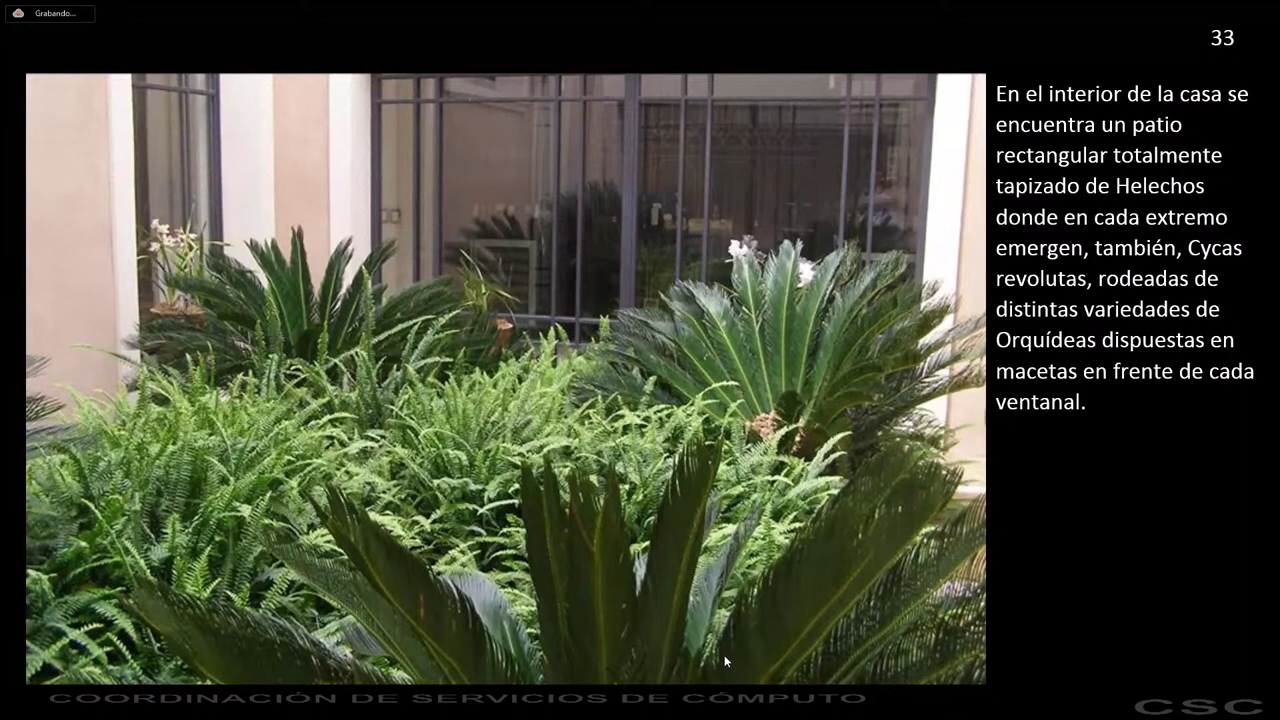 Grabando...
33
En el interior de la casa se
encuentra un patio
rectangular totalmente
tapizado de Helechos
donde en cada extremo
emergen, también, Cycas
revolutas, rodeadas de
distintas variedades de
Orquídeas dispuestas en
macetas en frente de cada
ventanal.
COORDINACIÓN DE SERVICIOS DE CÓMPUTO
CSC